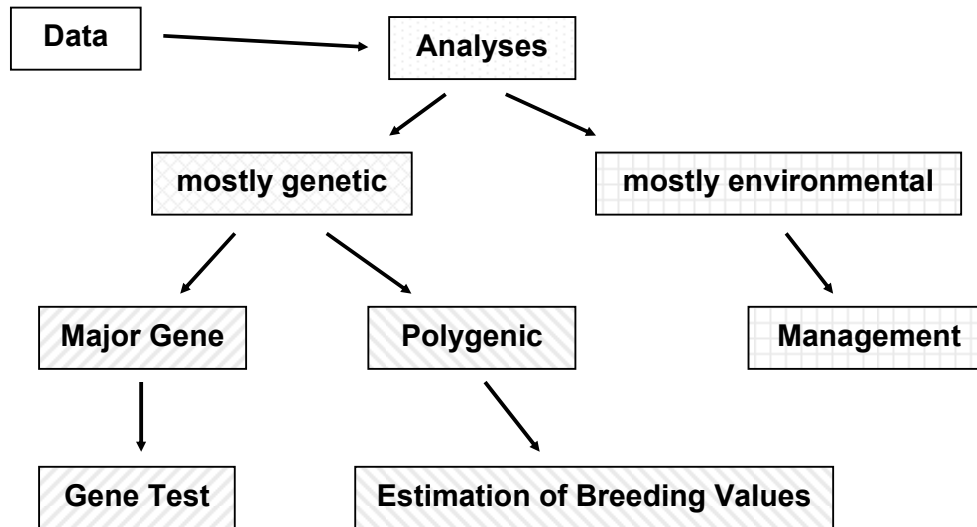 Data
Analyses
mostly genetic
mostly environmental
Major Gene
Polygenic
Management
Gene Test
Estimation of Breeding Values